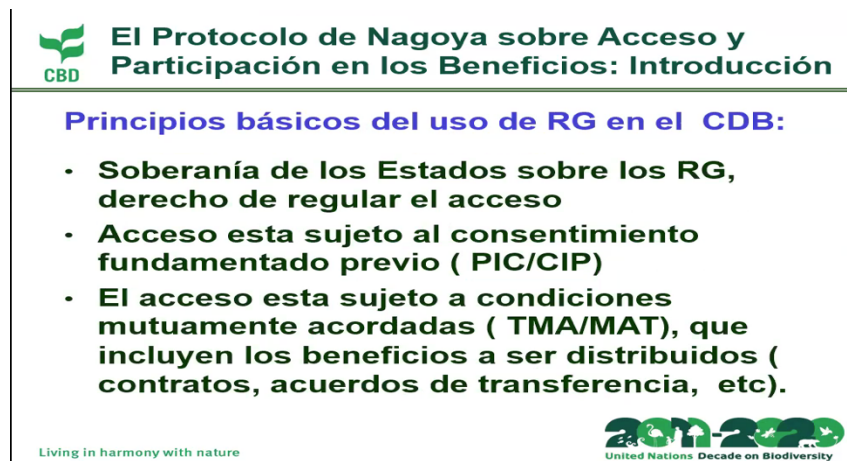 El Protocolo de Nagoya sobre Acceso y
Participación en los Beneficios: Introducción
CBD
Principios básicos del uso de RG en el CDB:
• Soberanía de los Estados sobre los RG,
derecho de regular el acceso
• Acceso esta sujeto al consentimiento
fundamentado previo ( PIC/CIP)
• El acceso esta sujeto a condiciones
mutuamente acordadas ( TMA/MAT), que
incluyen los beneficios a ser distribuidos (
contratos, acuerdos de transferencia, etc).
2011-2020
Living in harmony with nature
United Nations Decade on Biodiversity